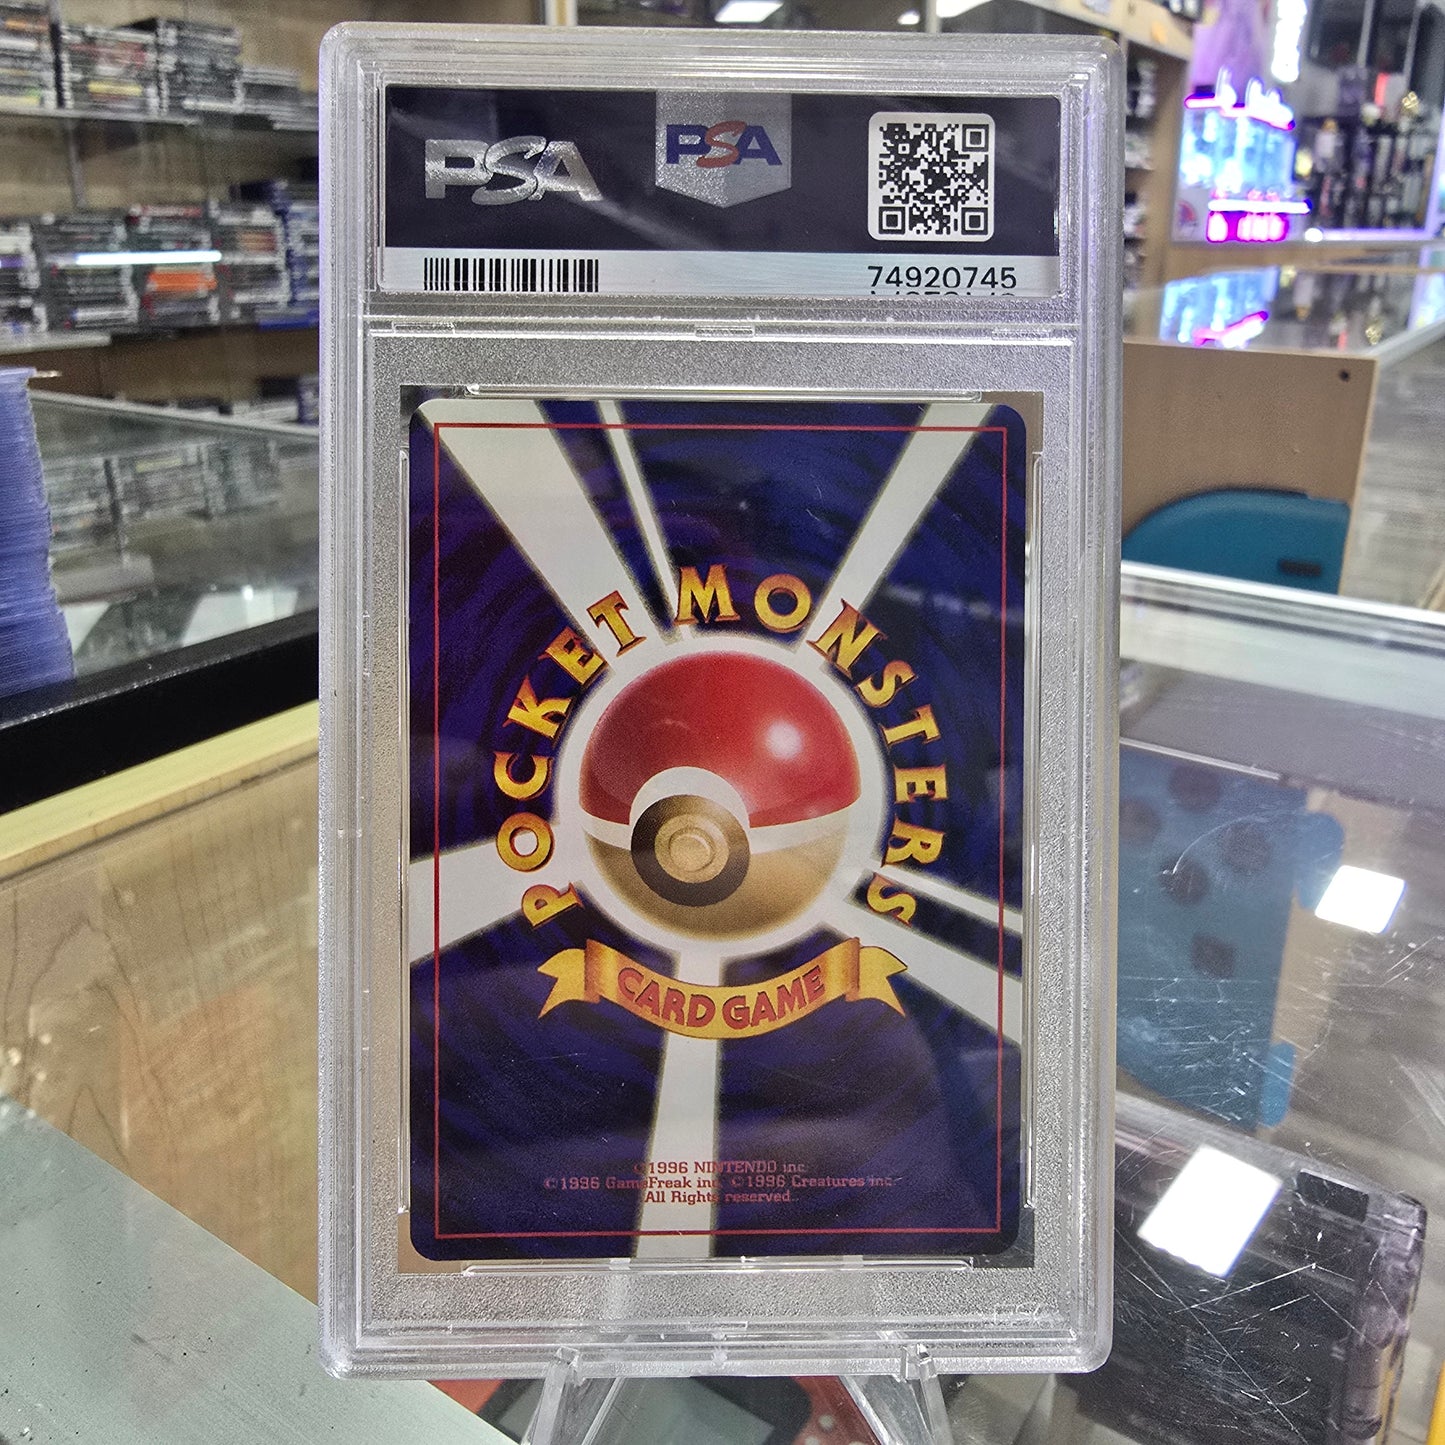 PSA PSA
74920745
POCKET MONSTERS
CARD GAME
©1996 NINTENDO inc
©1996 GameFreak inc. ©1996 Creatures inc.
All Rights reserved.